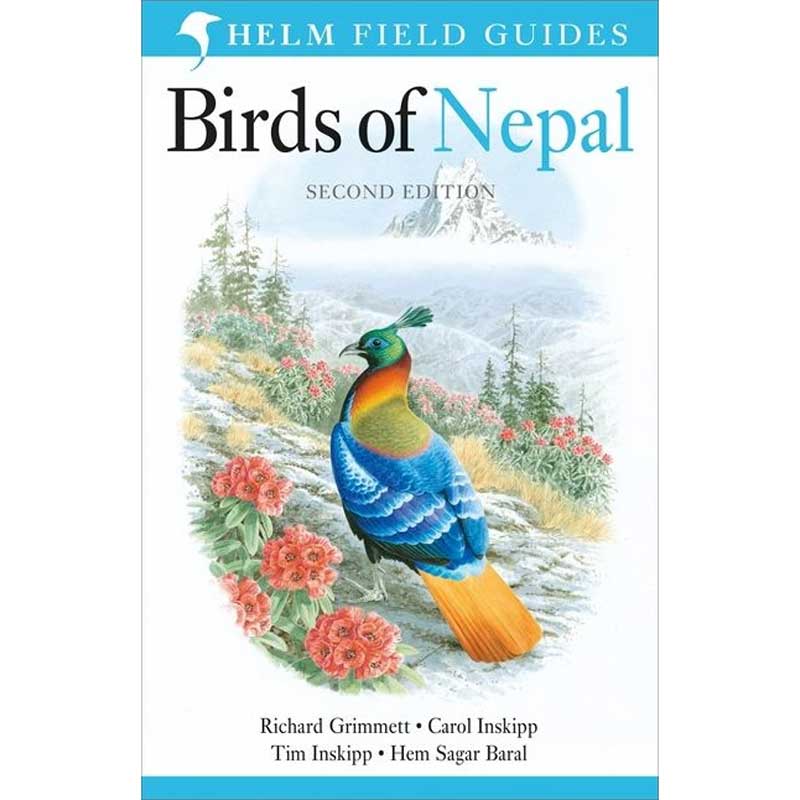 HELM FIELD GUIDES
Birds of Nepal
SECOND EDITION
Richard Grimmett • Carol Inskipp
Tim Inskipp • Hem Sagar Baral